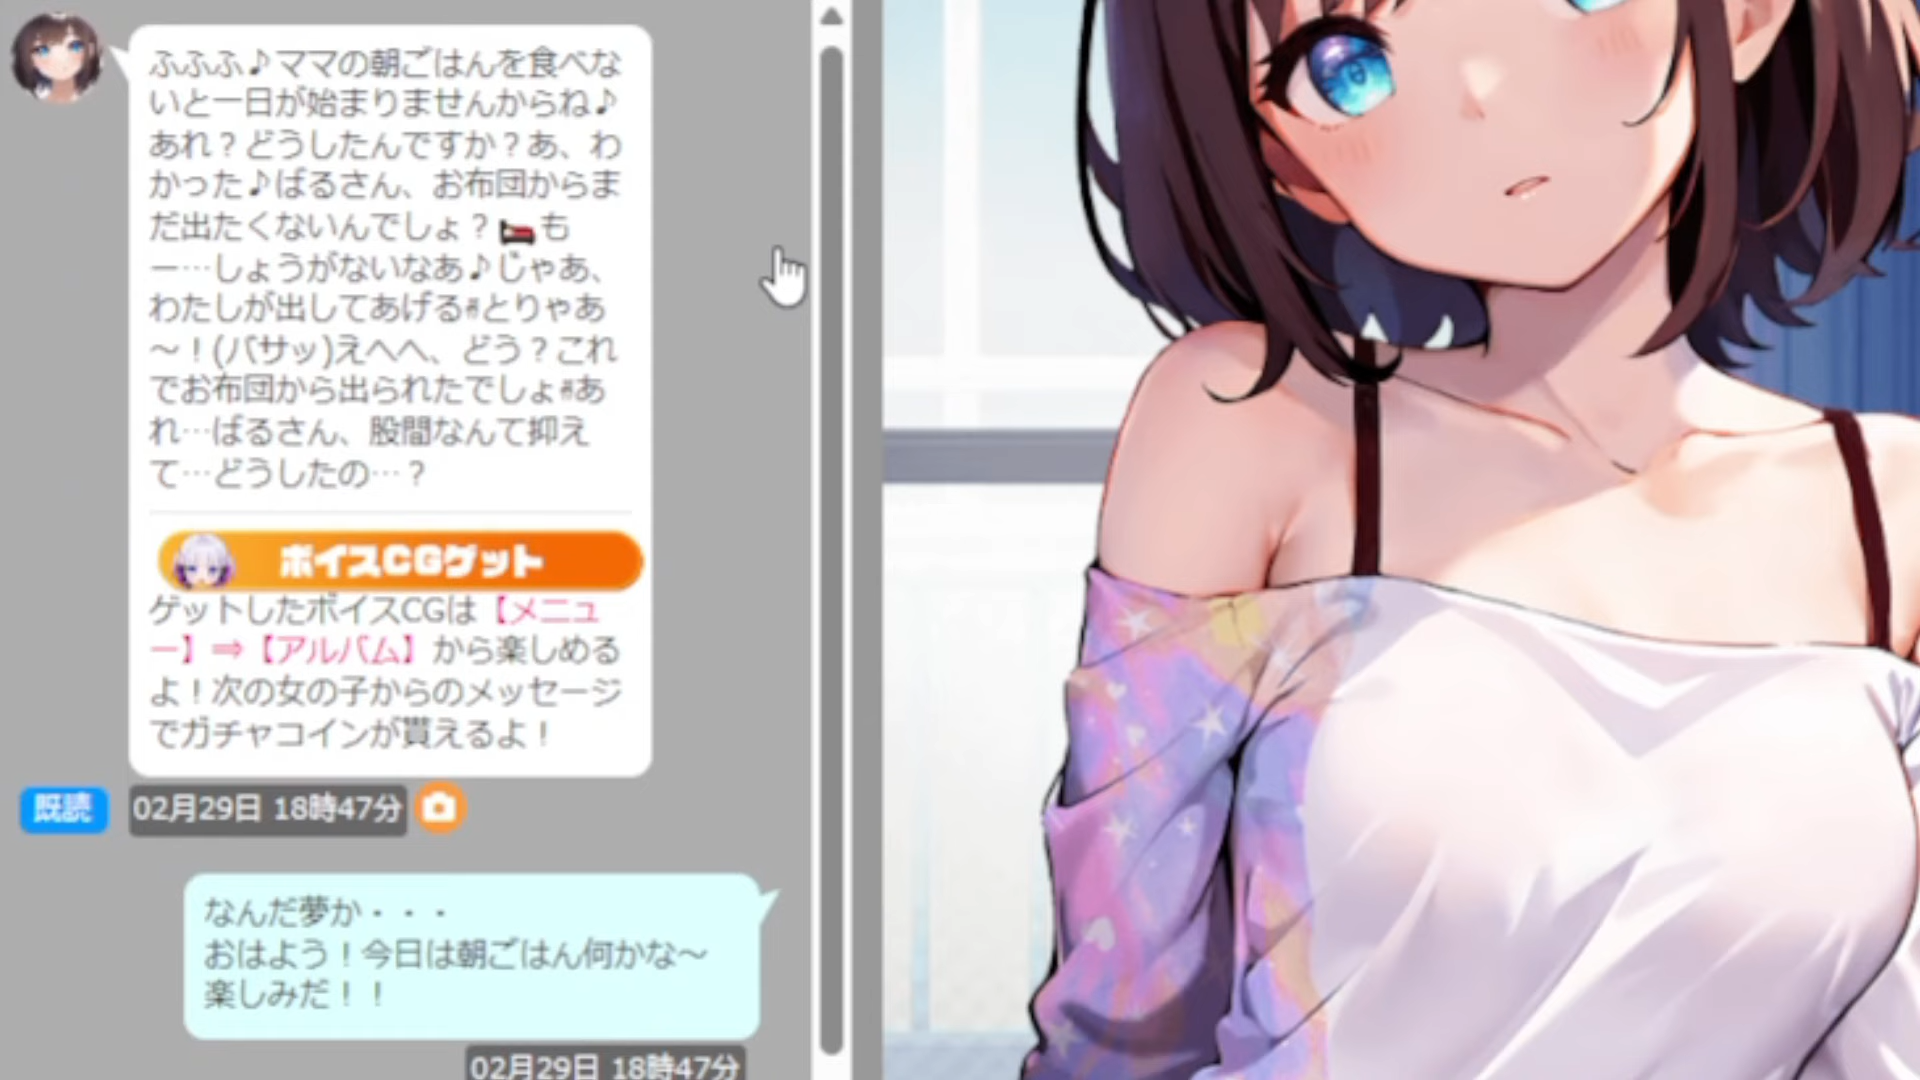 ふふふ♪ママの朝ごはんを食べな
いと一日が始まりませんからね♪
あれ？どうしたんですか？あ、わ
かった♪ばるさん、お布団からま
だ出たくないんでしょ？🛏も
ー…しょうがないなあ♪じゃあ、
わたしが出してあげる✌とりゃあ
～！(バサッ)えへへ、どう？これ
でお布団から出られたでしょ✌あ
れ…ばるさん、股間なんて抑え
て…どうしたの…？
ボイスCGゲット
ゲットしたボイスCGは【メニュ
ー】⇒【アルバム】から楽しめる
よ！次の女の子からのメッセージ
でガチャコインが貰えるよ！
既読 02月29日 18時47分
なんだ夢か・・・
おはよう！今日は朝ごはん何かな～
楽しみだ！！
02月29日 18時47分